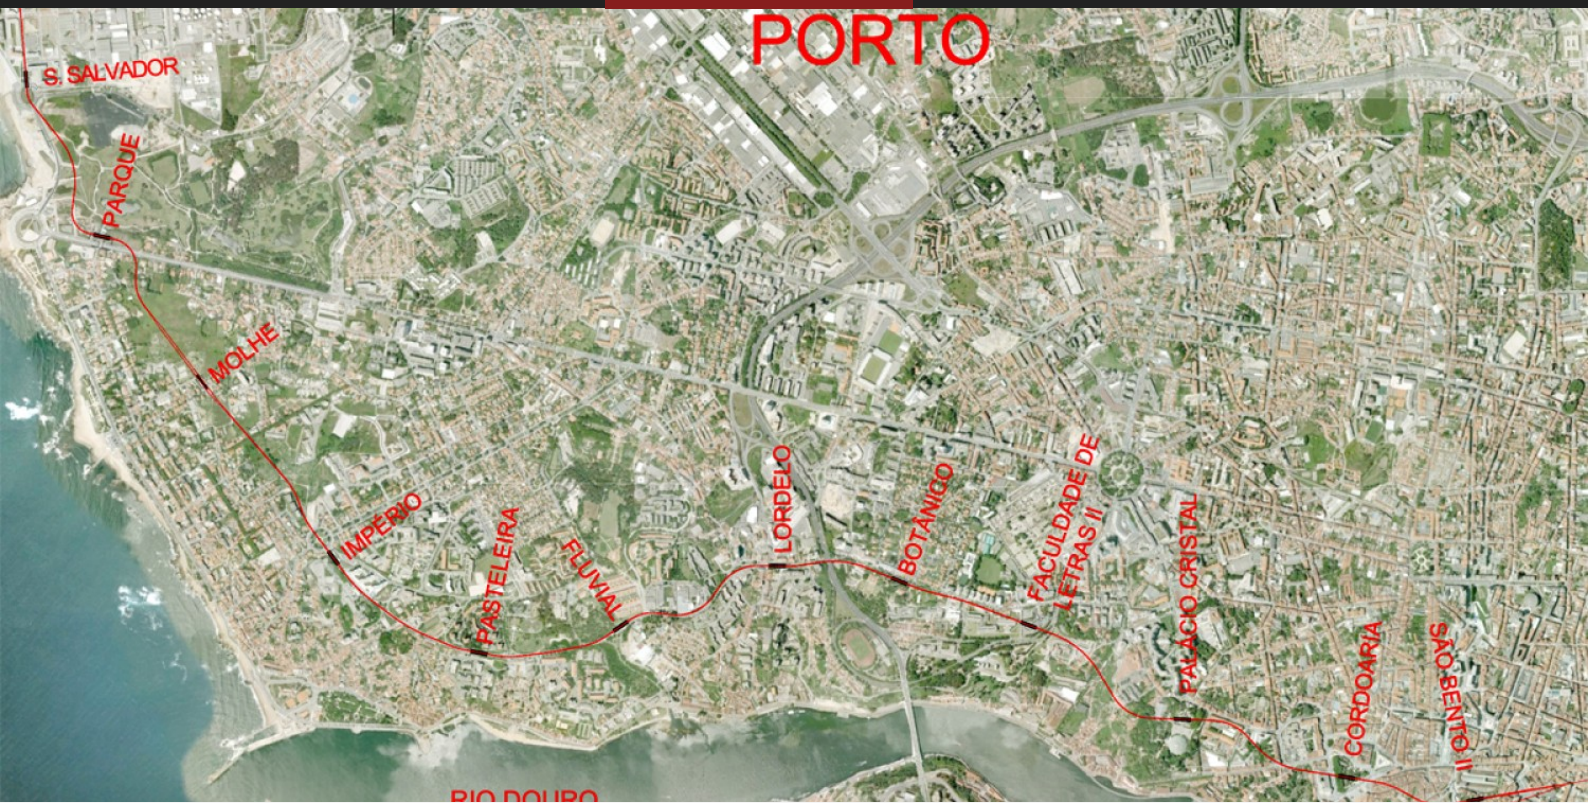 PORTO
S. SALVADOR
PARQUE
MOLHE
IMPÉRIO
PASTELEIRA
FLUVIAL
LORDELO
BOTÂNICO
FACULDADE DE
LETRAS II
PALÁCIO CRISTAL
CORDOARIA
SÃO BENTO II
RIO DOURO